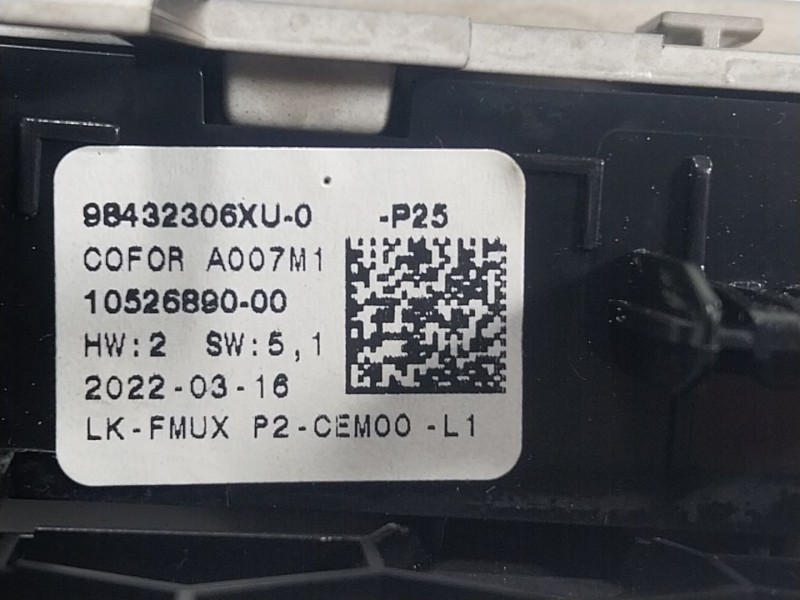 98432306XU-0 -P25
COFOR A007M1
10526890-00
HW:2 SW:5,1
2022-03-16
LK-FMUX P2-CEM00 -L1